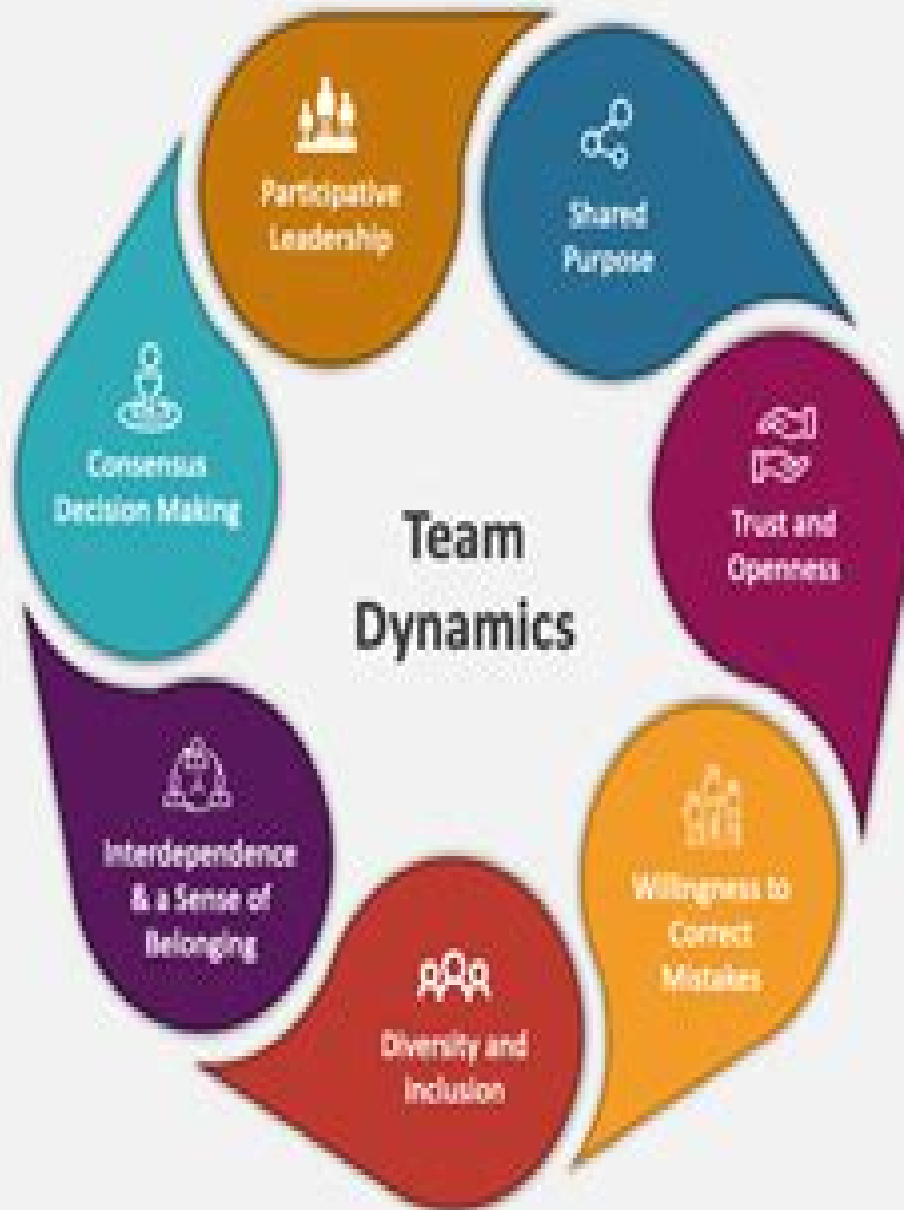 Participative
Leadership
Shared
Purpose
Trust and
Openness
Willingness to
Correct
Mistakes
Diversity and
Inclusion
Interdependence
& a Sense of
Belonging
Consensus
Decision Making
Team
Dynamics